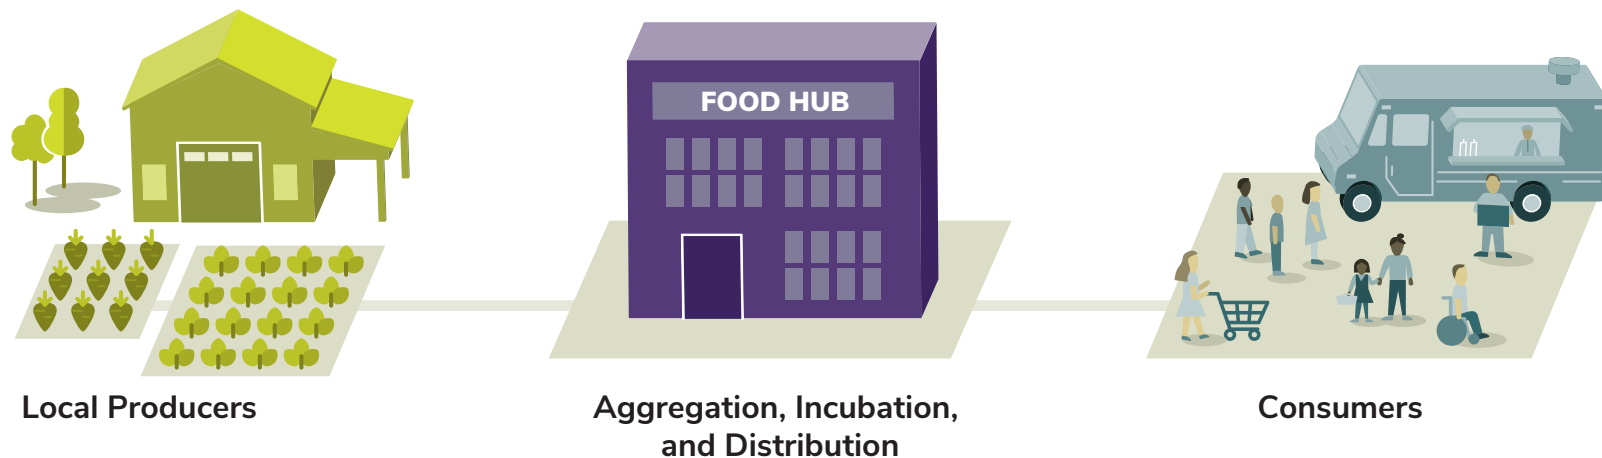 FOOD HUB
Local Producers
Aggregation, Incubation,
and Distribution
Consumers